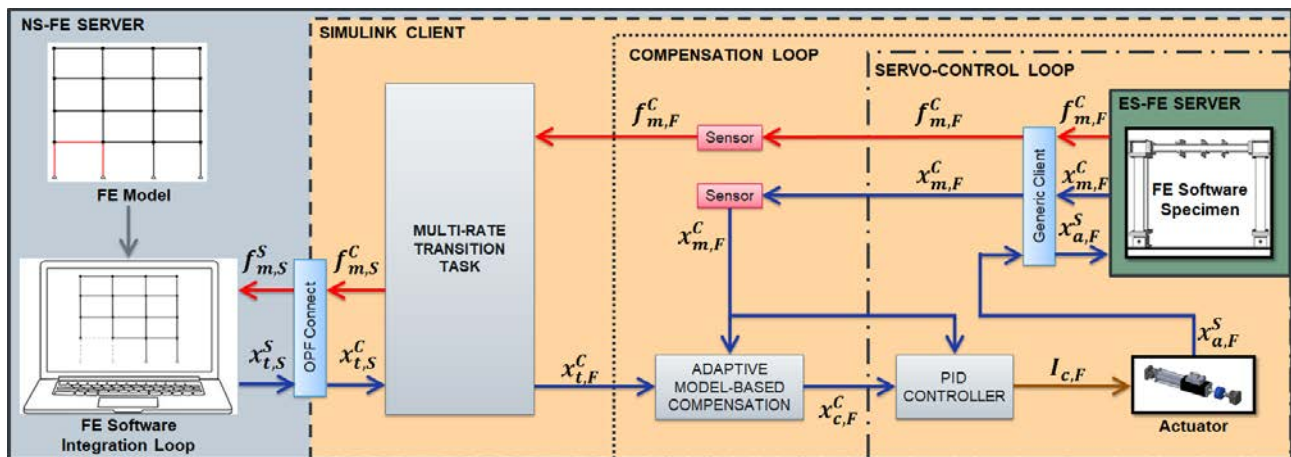 NS-FE SERVER
FE Model
FE Software
Integration Loop
f^S_{m,S}
x^S_{t,S}
OPF Connect
SIMULINK CLIENT
f^C_{m,S}
x^C_{t,S}
MULTI-RATE
TRANSITION
TASK
x^C_{t,F}
COMPENSATION LOOP
f^C_{m,F}
Sensor
Sensor
x^C_{m,F}
ADAPTIVE
MODEL-BASED
COMPENSATION
x^C_{c,F}
SERVO-CONTROL LOOP
f^C_{m,F}
x^C_{m,F}
Generic Client
PID
CONTROLLER
I_{c,F}
ES-FE SERVER
f^C_{m,F}
x^C_{m,F}
x^S_{a,F}
FE Software
Specimen
x^S_{a,F}
Actuator